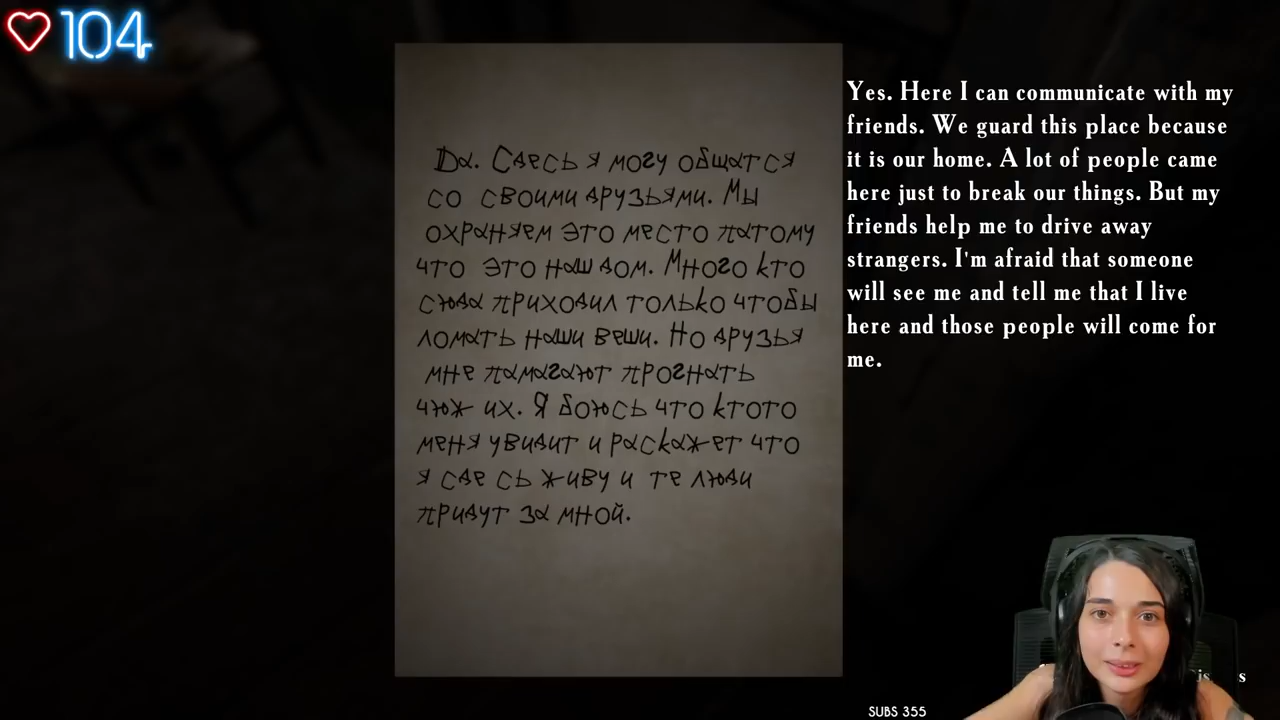 104
Да. Сдесь я могу общатся
со своими друзьями. Мы
охраняем это место патому
что это наш дом. Много кто
сюда приходил только чтобы
ломать наши веши. Но друзья
мне памагают прогнать
чюж их. Я боюсь что ктото
меня увидит и раскажет что
я сде сь живу и те люди
придут за мной.
Yes. Here I can communicate with my
friends. We guard this place because
it is our home. A lot of people came
here just to break our things. But my
friends help me to drive away
strangers. I'm afraid that someone
will see me and tell me that I live
here and those people will come for
me.
SUBS 355